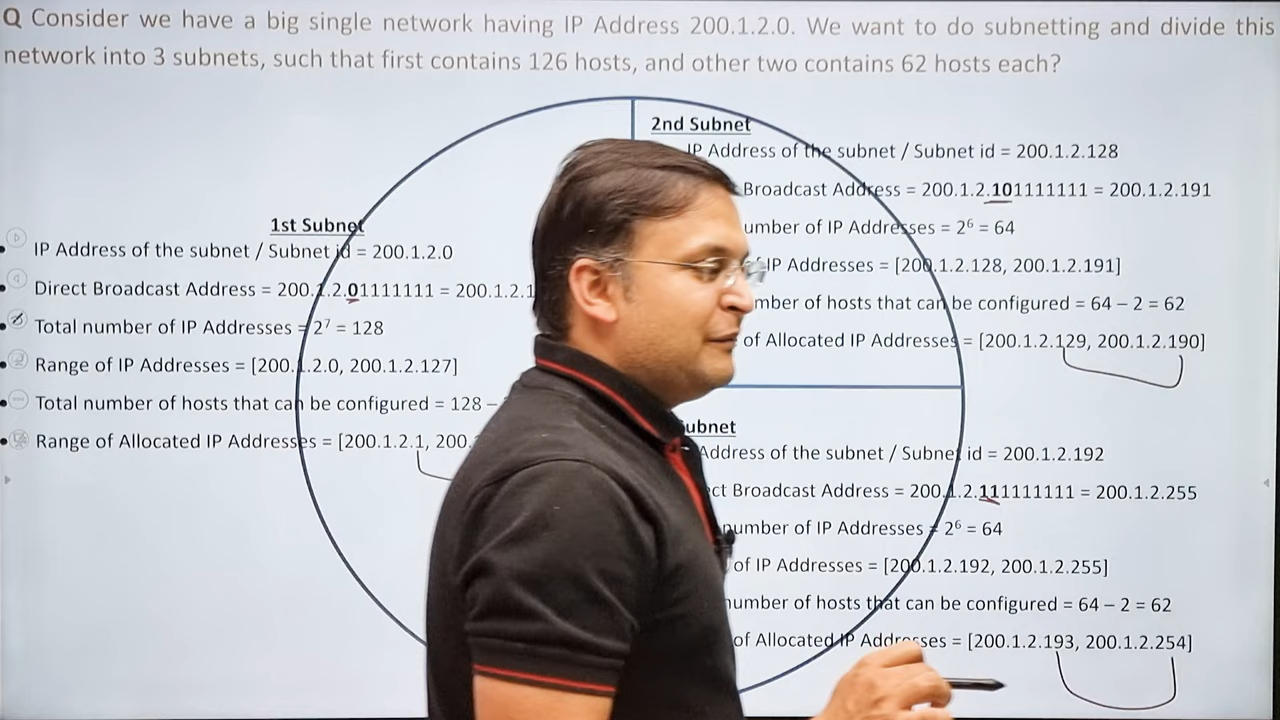 Q Consider we have a big single network having IP Address 200.1.2.0. We want to do subnetting and divide this
network into 3 subnets, such that first contains 126 hosts, and other two contains 62 hosts each?
1st Subnet
IP Address of the subnet / Subnet id = 200.1.2.0
Direct Broadcast Address = 200.1.2.01111111 = 200.1.2.1
Total number of IP Addresses = 2⁷ = 128
Range of IP Addresses = [200.1.2.0, 200.1.2.127]
Total number of hosts that can be configured = 128 –
Range of Allocated IP Addresses = [200.1.2.1, 200.
2nd Subnet
IP Address of the subnet / Subnet id = 200.1.2.128
Broadcast Address = 200.1.2.101111111 = 200.1.2.191
umber of IP Addresses = 2⁶ = 64
IP Addresses = [200.1.2.128, 200.1.2.191]
mber of hosts that can be configured = 64 – 2 = 62
of Allocated IP Addresses = [200.1.2.129, 200.1.2.190]
ubnet
Address of the subnet / Subnet id = 200.1.2.192
ct Broadcast Address = 200.1.2.111111111 = 200.1.2.255
number of IP Addresses = 2⁶ = 64
of IP Addresses = [200.1.2.192, 200.1.2.255]
number of hosts that can be configured = 64 – 2 = 62
of Allocated IP Addresses = [200.1.2.193, 200.1.2.254]